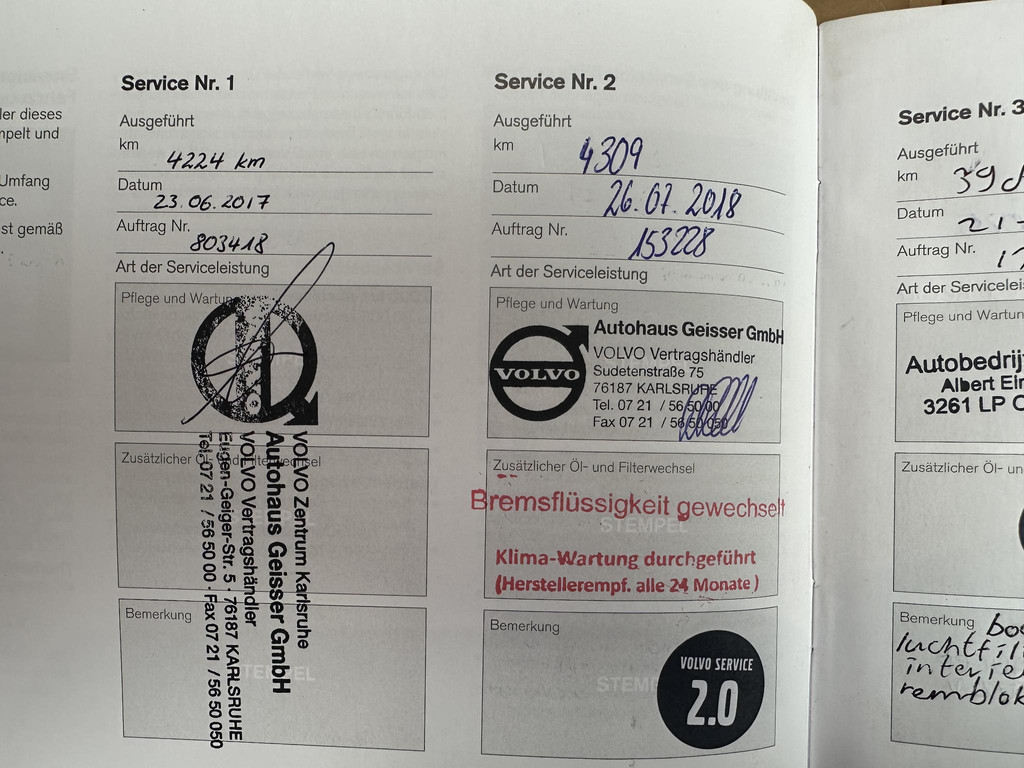 ler dieses
npelt und
Umfang
ce.
st gemäß
Service Nr. 1
Ausgeführt
km
4224 km
Datum
23.06.2017
Auftrag Nr.
803418
Art der Serviceleistung
Pflege und Wartung
Zusätzlicher Öl- und Filterwechsel
Bemerkung
STEMPEL
STEMPEL
VOLVO Zentrum Karlsruhe
Autohaus Geisser GmbH
VOLVO Vertragshändler
Eugen-Geiger-Str. 5 · 76187 KARLSRUHE
Tel. 07 21 / 56 50 00 · Fax 07 21 / 56 50 050
Service Nr. 2
Ausgeführt
km
4309
Datum
26.07.2018
Auftrag Nr.
153228
Art der Serviceleistung
Pflege und Wartung
VOLVO
Autohaus Geisser GmbH
VOLVO Vertragshändler
Sudetenstraße 75
76187 KARLSRUHE
Tel. 07 21 / 56 50 00
Fax 07 21 / 56 50 050
Zusätzlicher Öl- und Filterwechsel
Bremsflüssigkeit gewechselt
STEMPEL
Klima-Wartung durchgeführt
(Herstellerempf. alle 24 Monate)
Bemerkung
STEMP
VOLVO SERVICE
2.0
Service Nr. 3
Ausgeführt
km
39
Datum
21-
Auftrag Nr.
Art der Servicelei
Pflege und Wartun
Autobedrij
Albert Ei
3261 LP
Zusätzlicher Öl- un
Bemerkung
luchtfil
interie
remblok